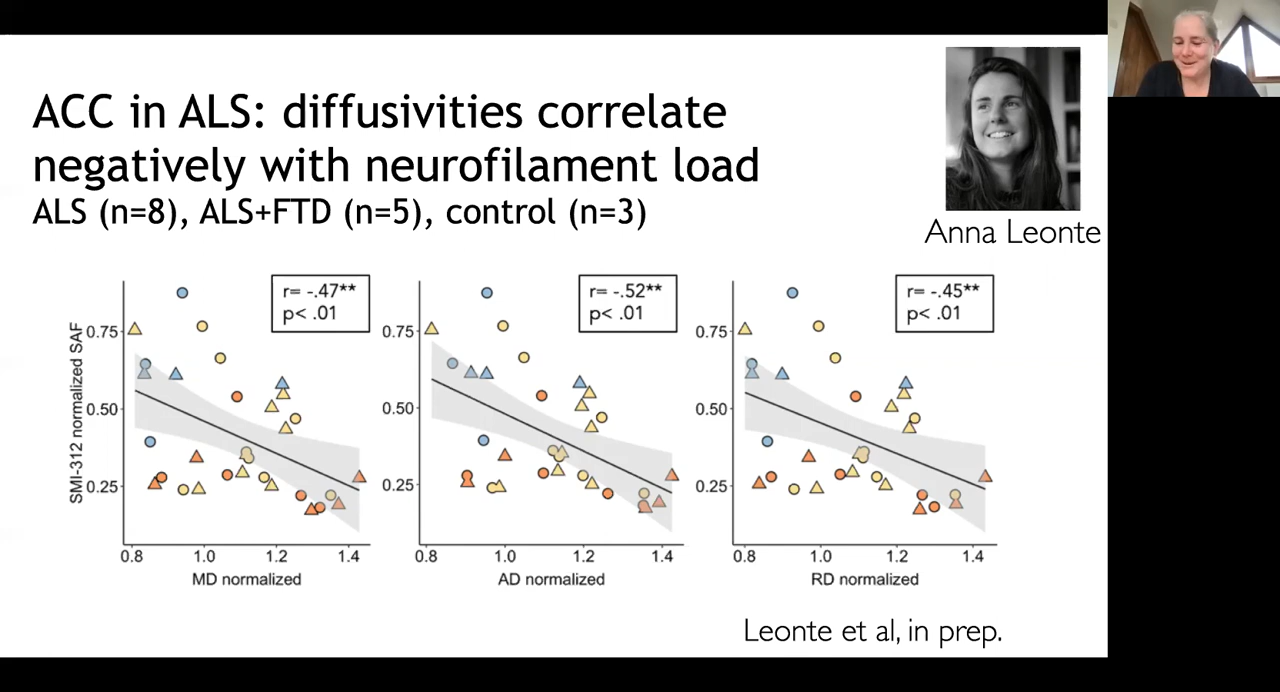 ACC in ALS: diffusivities correlate
negatively with neurofilament load
ALS (n=8), ALS+FTD (n=5), control (n=3)
Anna Leonte
SMI-312 normalized SAF
0.75
0.50
0.25
r= -.47**
p< .01
0.8 1.0 1.2 1.4
MD normalized
0.75
0.50
0.25
r= -.52**
p< .01
0.8 1.0 1.2 1.4
AD normalized
0.75
0.50
0.25
r= -.45**
p< .01
0.8 1.0 1.2 1.4
RD normalized
Leonte et al, in prep.